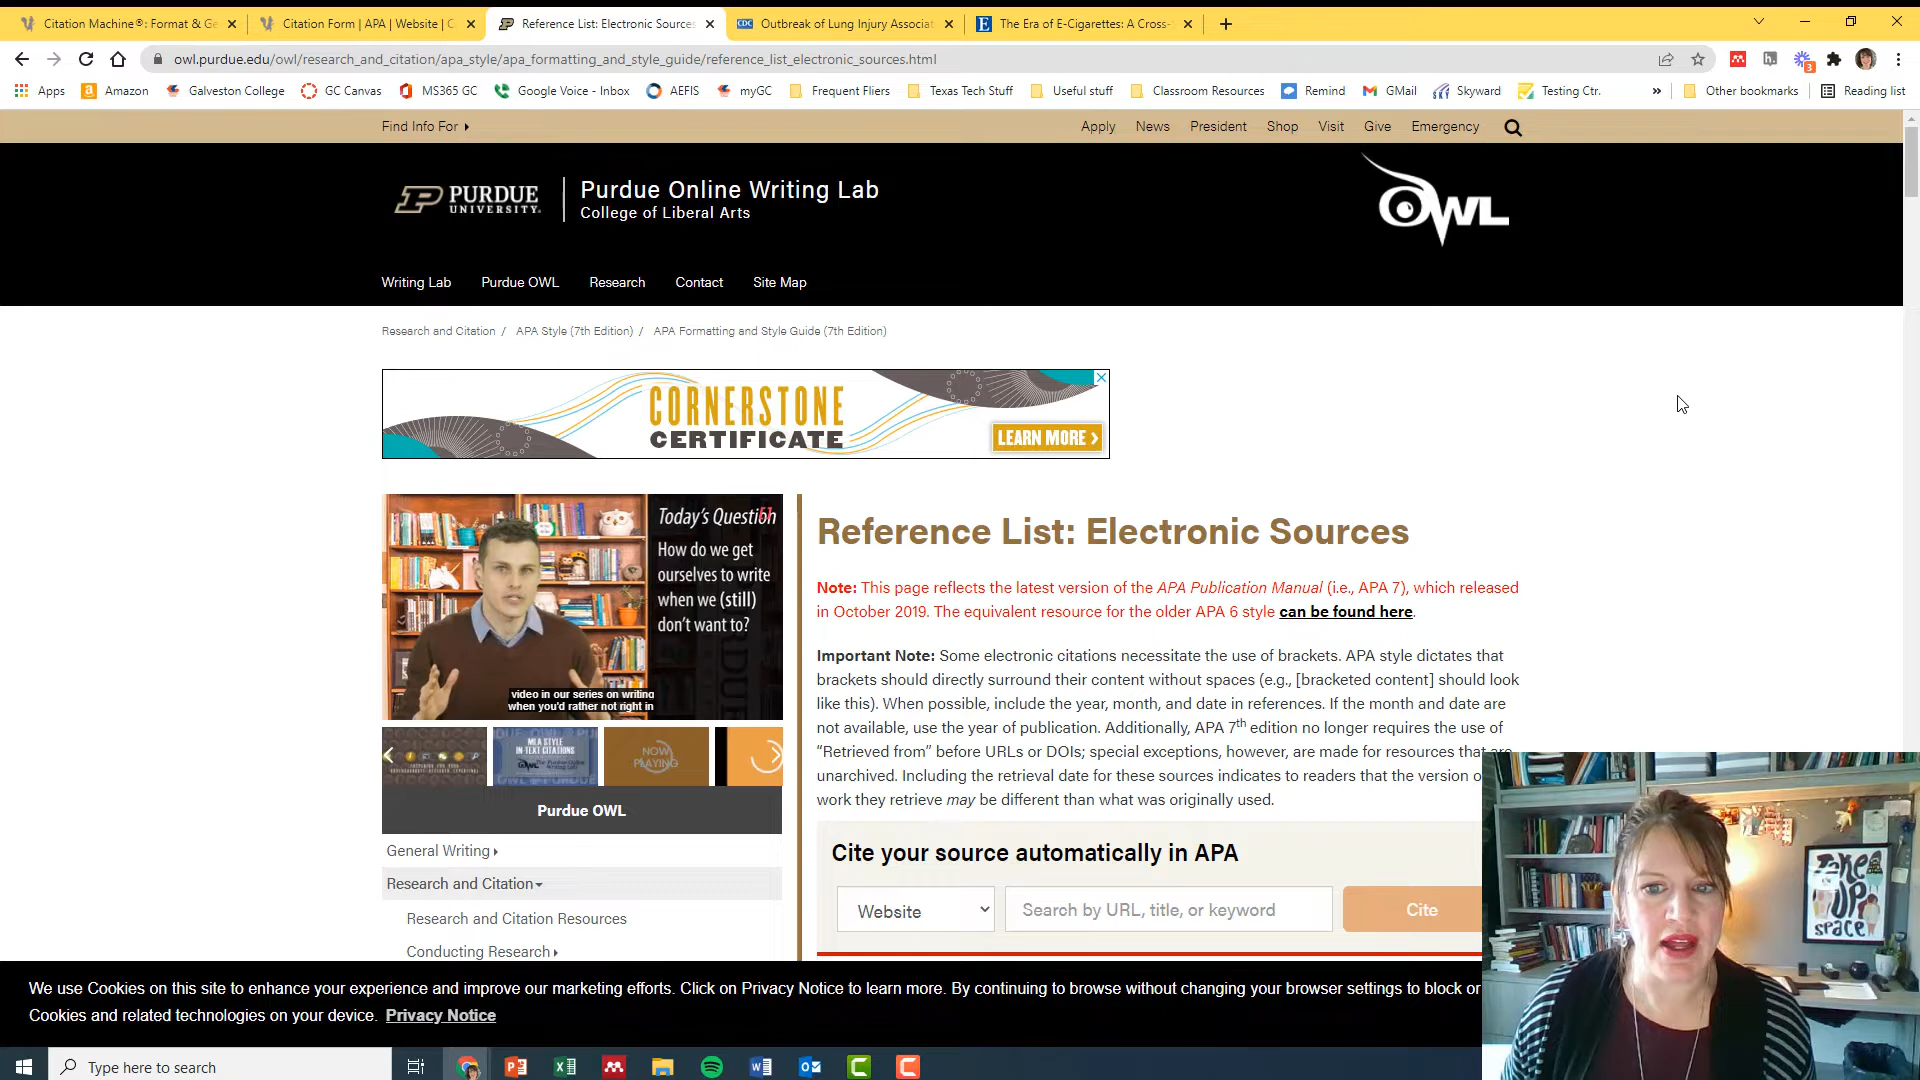 Citation Machine®: Format & Ge
Citation Form | APA | Website | C
Reference List: Electronic Sources
CDC
Outbreak of Lung Injury Associat
E
The Era of E-Cigarettes: A Cross-
owl.purdue.edu/owl/research_and_citation/apa_style/apa_formatting_and_style_guide/reference_list_electronic_sources.html
3
Apps
Amazon
Galveston College
GC Canvas
MS365 GC
Google Voice - Inbox
AEFIS
myGC
Frequent Fliers
Texas Tech Stuff
Useful stuff
Classroom Resources
Remind
GMail
Skyward
Testing Ctr.
»
Other bookmarks
Reading list
Find Info For
Apply
News
President
Shop
Visit
Give
Emergency
PURDUE
UNIVERSITY
Purdue Online Writing Lab
College of Liberal Arts
OWL
Writing Lab
Purdue OWL
Research
Contact
Site Map
Research and Citation /
APA Style (7th Edition) /
APA Formatting and Style Guide (7th Edition)
CORNERSTONE
CERTIFICATE
LEARN MORE >
Today's Question
How do we get
ourselves to write
when we (still)
don't want to?
video in our series on writing
when you'd rather not right in
MLA STYLE
IN TEXT CITATIONS
NOW
PLAYING
Purdue OWL
General Writing
Research and Citation
Research and Citation Resources
Conducting Research
Reference List: Electronic Sources
Note: This page reflects the latest version of the APA Publication Manual (i.e., APA 7), which released
in October 2019. The equivalent resource for the older APA 6 style can be found here.
Important Note: Some electronic citations necessitate the use of brackets. APA style dictates that
brackets should directly surround their content without spaces (e.g., [bracketed content] should look
like this). When possible, include the year, month, and date in references. If the month and date are
not available, use the year of publication. Additionally, APA 7th edition no longer requires the use of
“Retrieved from” before URLs or DOIs; special exceptions, however, are made for resources that are
unarchived. Including the retrieval date for these sources indicates to readers that the version o
work they retrieve may be different than what was originally used.
Cite your source automatically in APA
Website
Search by URL, title, or keyword
Cite
TAKE
UP
SPACE
We use Cookies on this site to enhance your experience and improve our marketing efforts. Click on Privacy Notice to learn more. By continuing to browse without changing your browser settings to block or
Cookies and related technologies on your device. Privacy Notice
Type here to search